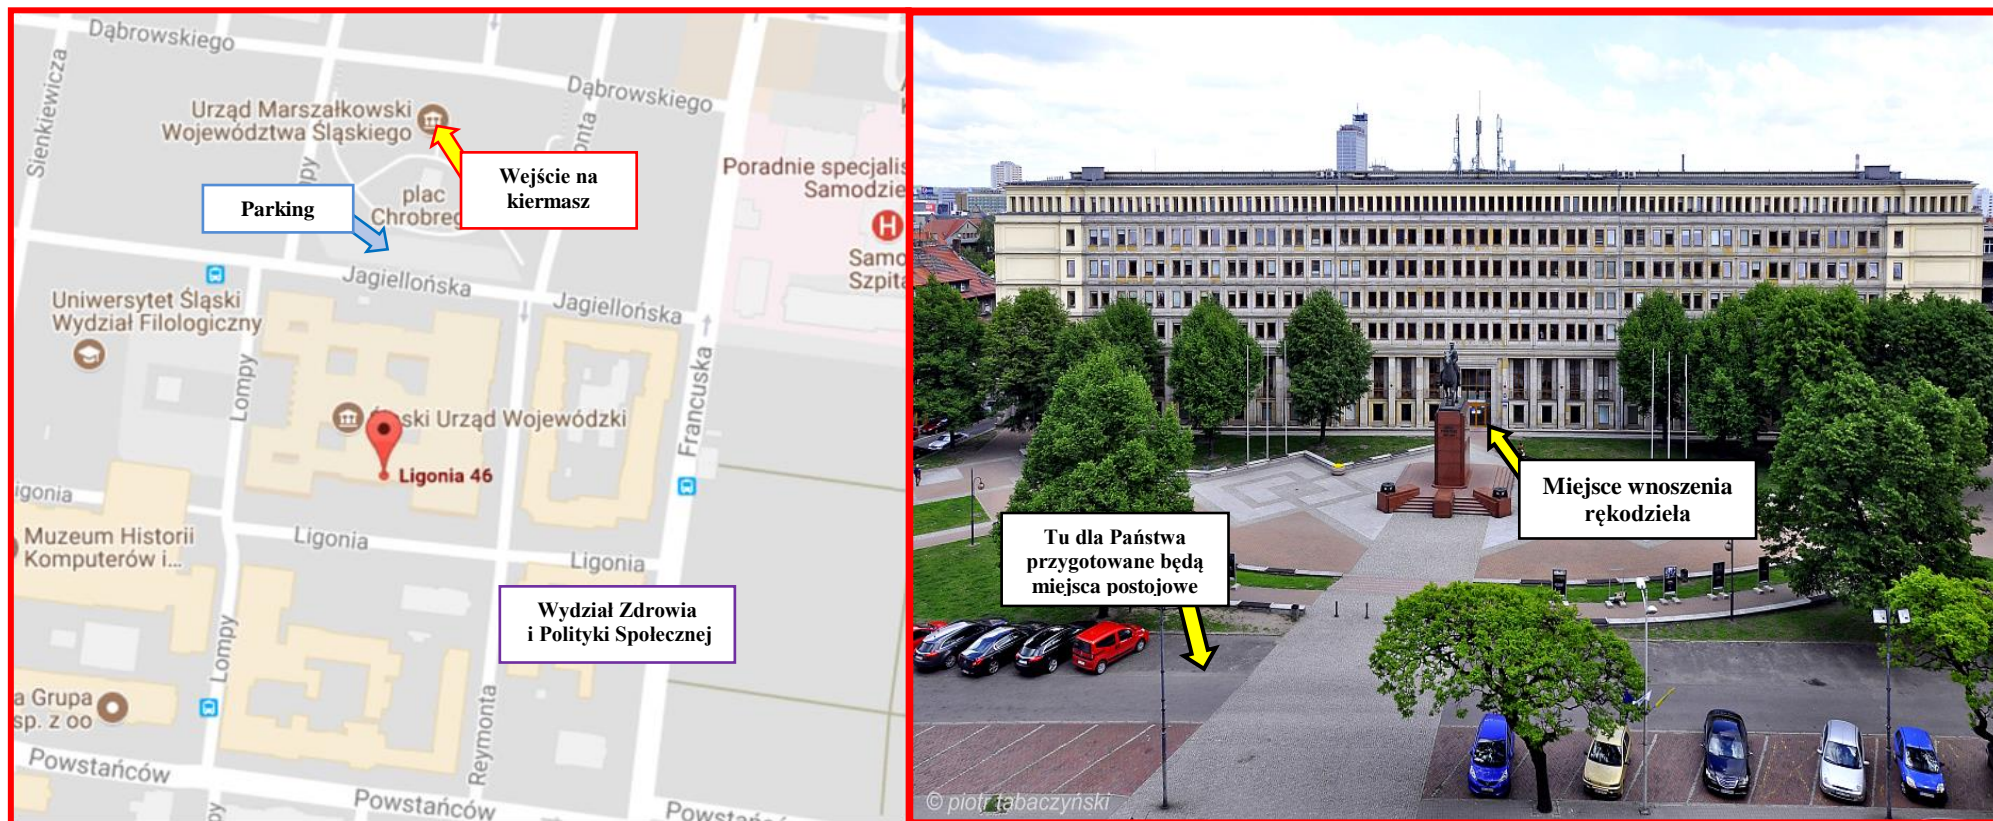 Dąbrowskiego
Dąbrowskiego
Sienkiewicza
Urząd Marszałkowski
Województwa Śląskiego
Wejście na
kiermasz
Parking
plac
Chrobreg
Poradnie specjalis
Samodzie
H
Samo
Szpita
Jagiellońska
Jagiellońska
Uniwersytet Śląski
Wydział Filologiczny
Lompy
Francuska
ski Urząd Wojewódzki
Ligonia 46
igonia
Ligonia
Ligonia
Muzeum Historii
Komputerów i...
Wydział Zdrowia
i Polityki Społecznej
Lompy
Reymonta
a Grupa
sp. z oo
Powstańców
Powstańców
Powstańców
Miejsce wnoszenia
rękodzieła
Tu dla Państwa
przygotowane będą
miejsca postojowe
© piotr tabaczyński